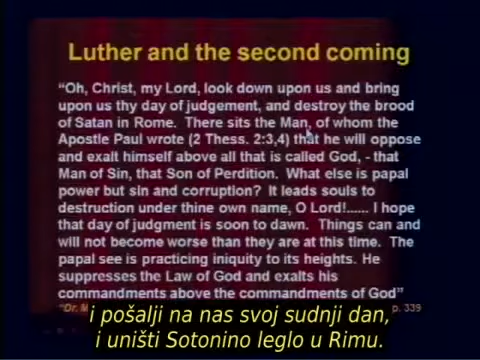 Luther and the second coming
“Oh, Christ, my Lord, look down upon us and bring
upon us thy day of judgement, and destroy the brood
of Satan in Rome.  There sits the Man, of whom the
Apostle Paul wrote (2 Thess. 2:3,4) that he will oppose
and exalt himself above all that is called God, - that
Man of Sin, that Son of Perdition.  What else is papal
power but sin and corruption?  It leads souls to
destruction under thine own name, O Lord!...... I hope
that day of judgment is soon to dawn.  Things can and
will not become worse than they are at this time.  The
papal see is practicing iniquity to its heights. He
suppresses the Law of God and exalts his
commandments above the commandments of God”
p. 339
i pošalji na nas svoj sudnji dan,
i uništi Sotonino leglo u Rimu.